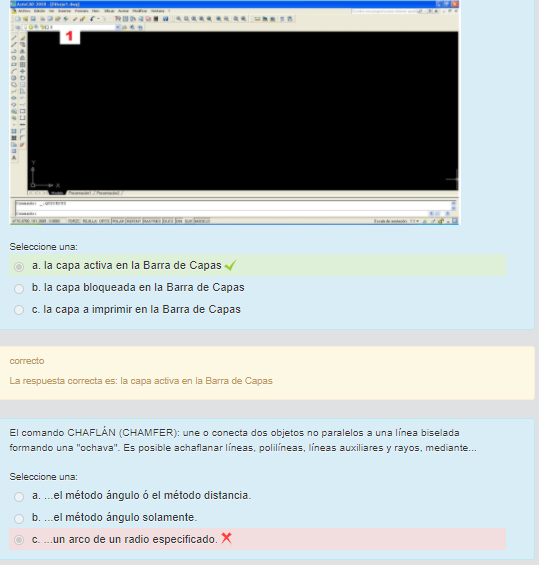 AutoCAD 2010 - [Dibujo1.dwg]
1
Seleccione una:
a. la capa activa en la Barra de Capas
b. la capa bloqueada en la Barra de Capas
c. la capa a imprimir en la Barra de Capas
correcto
La respuesta correcta es: la capa activa en la Barra de Capas
El comando CHAFLÁN (CHAMFER): une o conecta dos objetos no paralelos a una línea biselada
formando una "ochava". Es posible achaflanar líneas, polilíneas, líneas auxiliares y rayos, mediante...
Seleccione una:
a. ...el método ángulo ó el método distancia.
b. ...el método ángulo solamente.
c. ...un arco de un radio especificado.